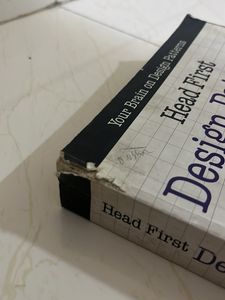 Your Brain on Design Patterns
Head First
Design P
Head First De